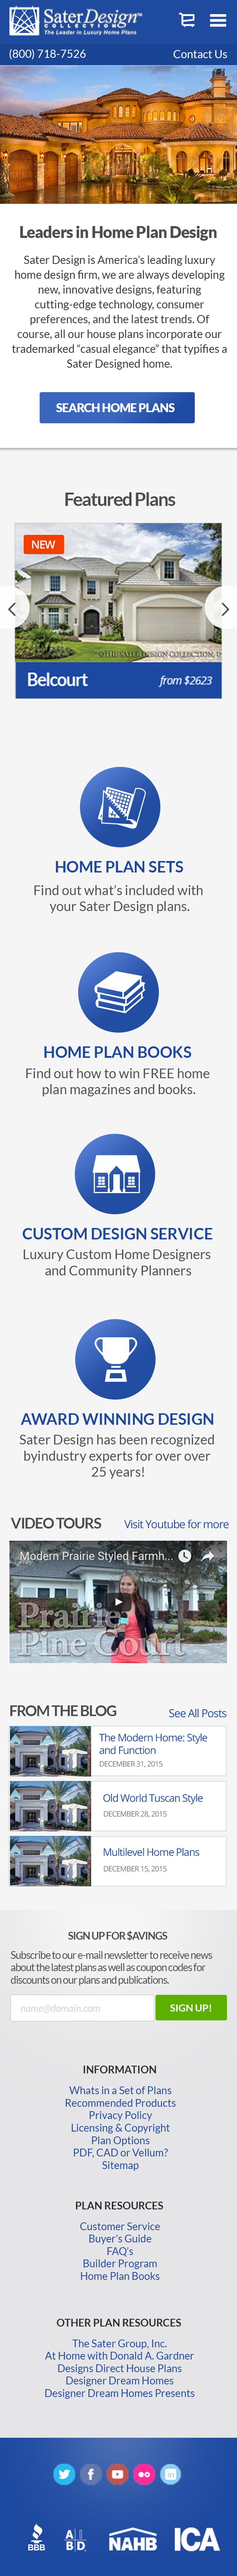 SaterDesign™
COLLECTIONS
The Leader in Luxury Home Plans
(800) 718-7526
Contact Us
Leaders in Home Plan Design
Sater Design is America's leading luxury
home design firm, we are always developing
new, innovative designs, featuring
cutting-edge technology, consumer
preferences, and the latest trends. Of
course, all our house plans incorporate our
trademarked “casual elegance” that typifies a
Sater Designed home.
SEARCH HOME PLANS
Featured Plans
NEW
©THE SATER DESIGN COLLECTION, IN
Belcourt
from $2623
HOME PLAN SETS
Find out what's included with
your Sater Design plans.
HOME PLAN BOOKS
Find out how to win FREE home
plan magazines and books.
CUSTOM DESIGN SERVICE
Luxury Custom Home Designers
and Community Planners
AWARD WINNING DESIGN
Sater Design has been recognized
byindustry experts for over over
25 years!
VIDEO TOURS
Visit Youtube for more
Modern Prairie Styled Farmh...
Prairie
Pine Court
FROM THE BLOG
See All Posts
The Modern Home: Style
and Function
DECEMBER 31, 2015
Old World Tuscan Style
DECEMBER 28, 2015
Multilevel Home Plans
DECEMBER 15, 2015
SIGN UP FOR $AVINGS
Subscribe to our e-mail newsletter to receive news
about the latest plans as well as coupon codes for
discounts on our plans and publications.
name@domain.com
SIGN UP!
INFORMATION
Whats in a Set of Plans
Recommended Products
Privacy Policy
Licensing & Copyright
Plan Options
PDF, CAD or Vellum?
Sitemap
PLAN RESOURCES
Customer Service
Buyer's Guide
FAQ's
Builder Program
Home Plan Books
OTHER PLAN RESOURCES
The Sater Group, Inc.
At Home with Donald A. Gardner
Designs Direct House Plans
Designer Dream Homes
Designer Dream Homes Presents
BBB
AIBD
NAHB
ICA